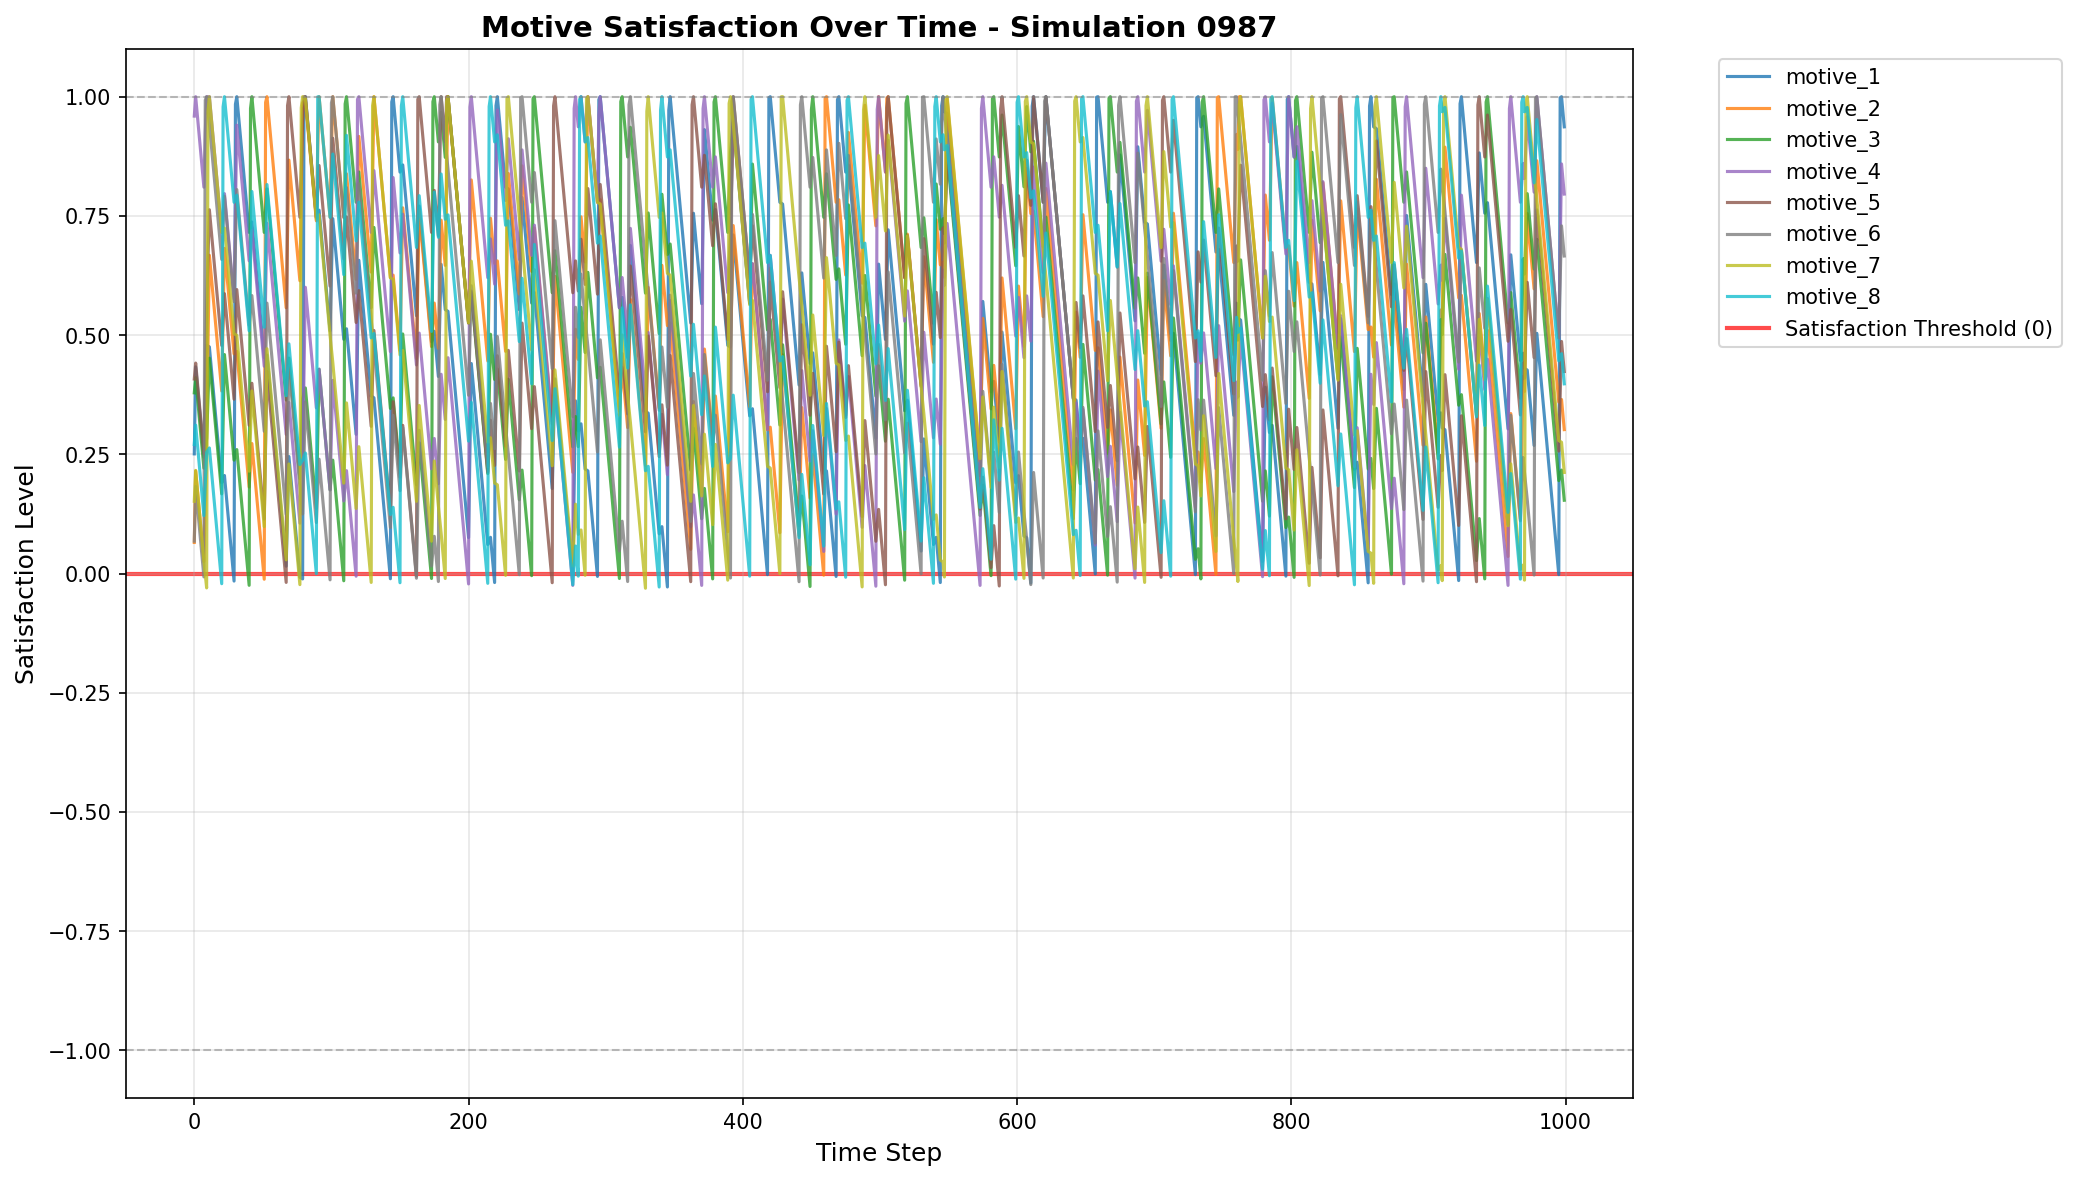 Motive Satisfaction Over Time - Simulation 0987
1.00
0.75
0.50
0.25
0.00
−0.25
−0.50
−0.75
−1.00
Satisfaction Level
0
200
400
600
800
1000
Time Step
motive_1
motive_2
motive_3
motive_4
motive_5
motive_6
motive_7
motive_8
Satisfaction Threshold (0)